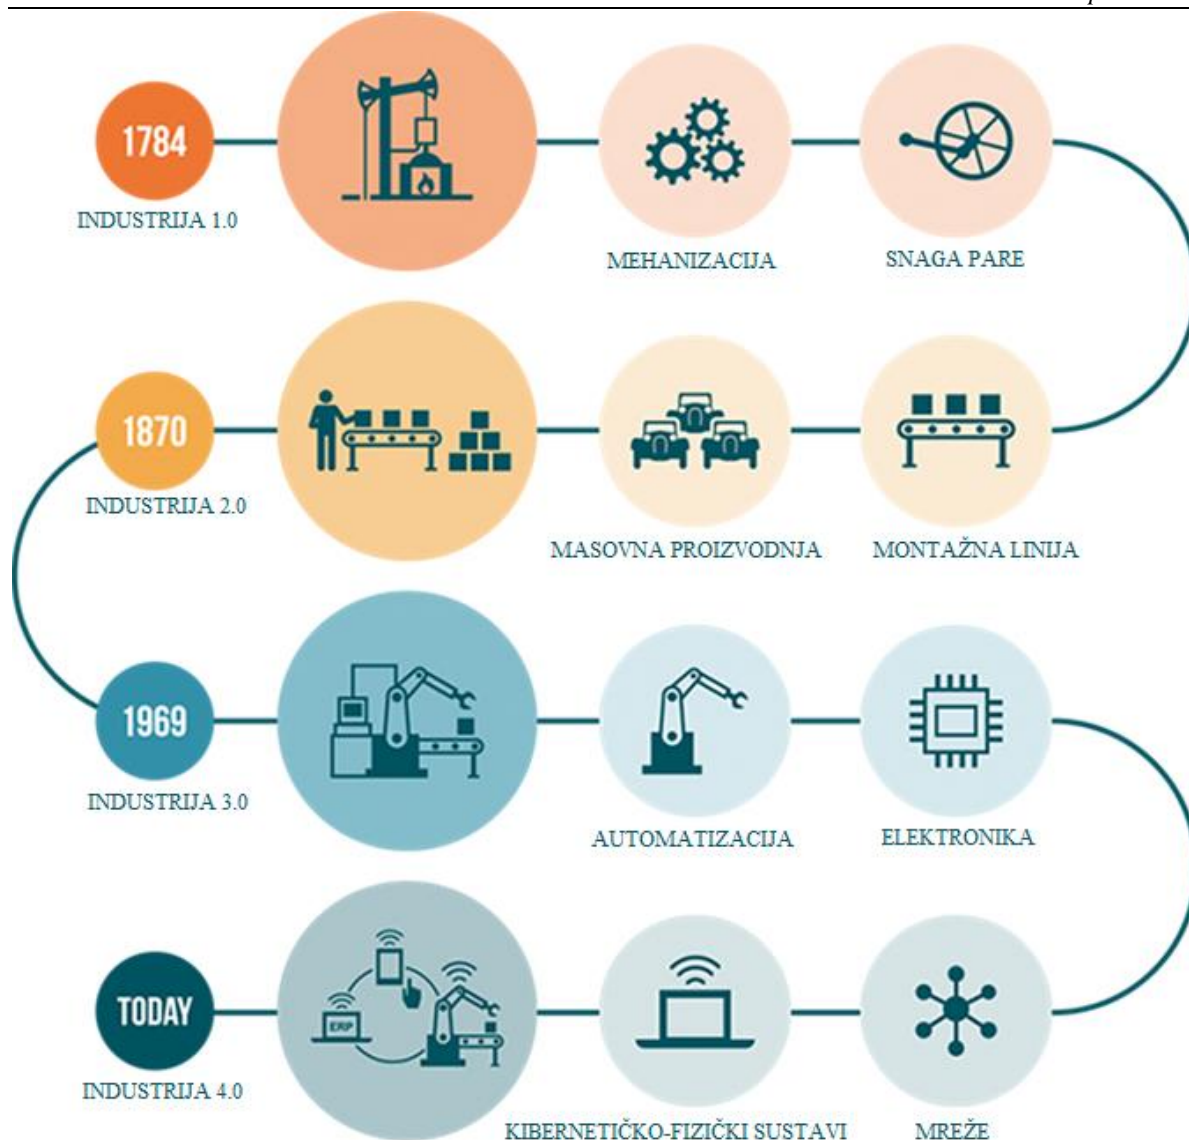 1784
INDUSTRIJA 1.0
MEHANIZACIJA
SNAGA PARE
1870
INDUSTRIJA 2.0
MASOVNA PROIZVODNJA
MONTAŽNA LINIJA
1969
INDUSTRIJA 3.0
AUTOMATIZACIJA
ELEKTRONIKA
TODAY
ERP
INDUSTRIJA 4.0
KIBERNETIČKO-FIZIČKI SUSTAVI
MREŽE